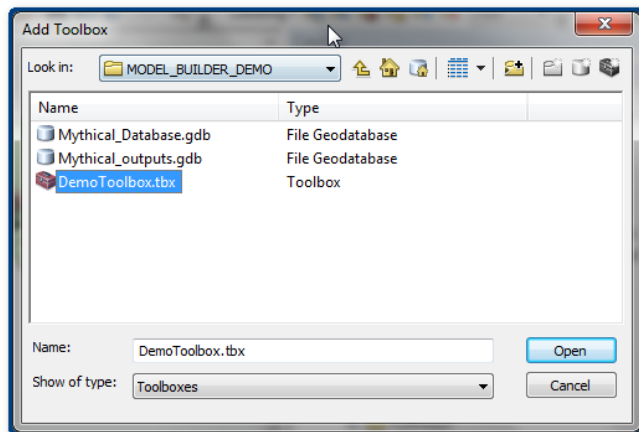 Add Toolbox
Look in: MODEL_BUILDER_DEMO
Name Type
Mythical_Database.gdb File Geodatabase
Mythical_outputs.gdb File Geodatabase
DemoToolbox.tbx Toolbox
Name: DemoToolbox.tbx Open
Show of type: Toolboxes Cancel